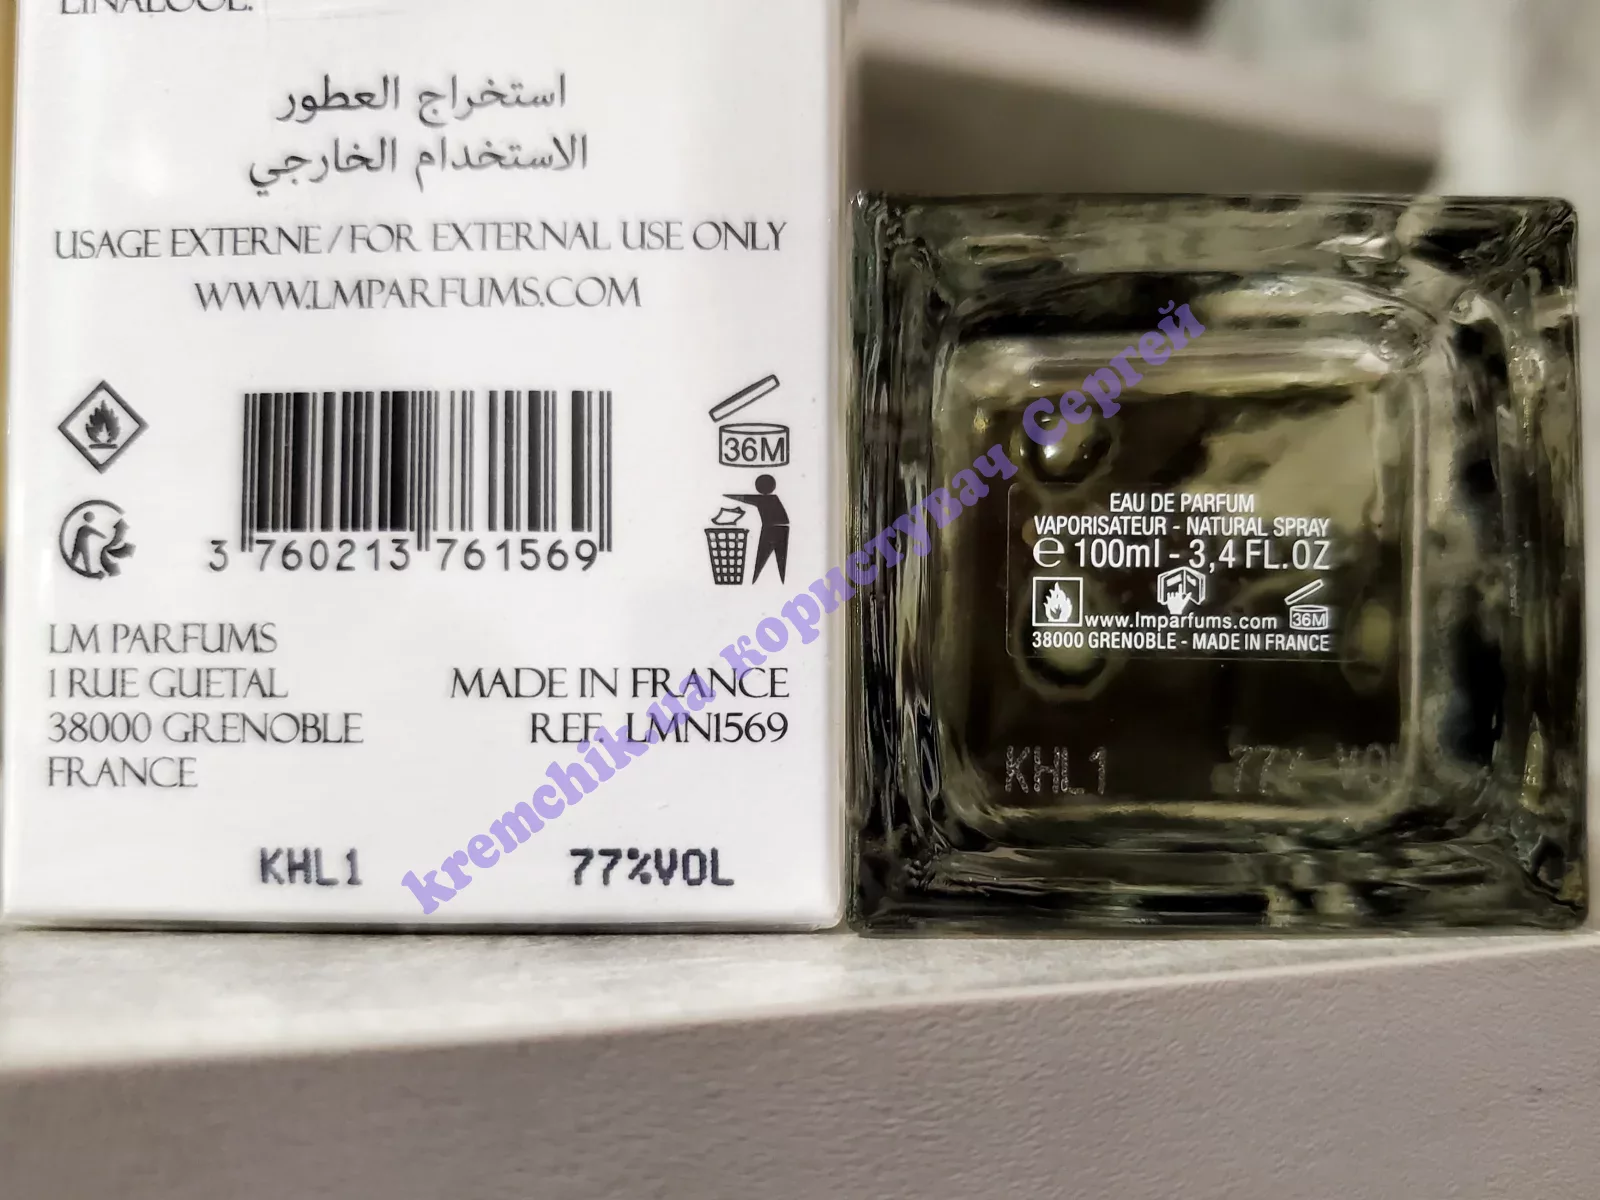 LINALOOL.
استخراج العطور
الاستخدام الخارجي
USAGE EXTERNE / FOR EXTERNAL USE ONLY
WWW.LMPARFUMS.COM
36M
3 760213 761569
LM PARFUMS
1 RUE GUETAL
38000 GRENOBLE
FRANCE
MADE IN FRANCE
REF. LMN1569
KHL1 77%VOL
EAU DE PARFUM
VAPORISATEUR - NATURAL SPRAY
e 100ml - 3,4 FL.OZ
www.lmparfums.com 36M
38000 GRENOBLE - MADE IN FRANCE
KHL1 77%VOL
kremchik.ua користувач Сергей